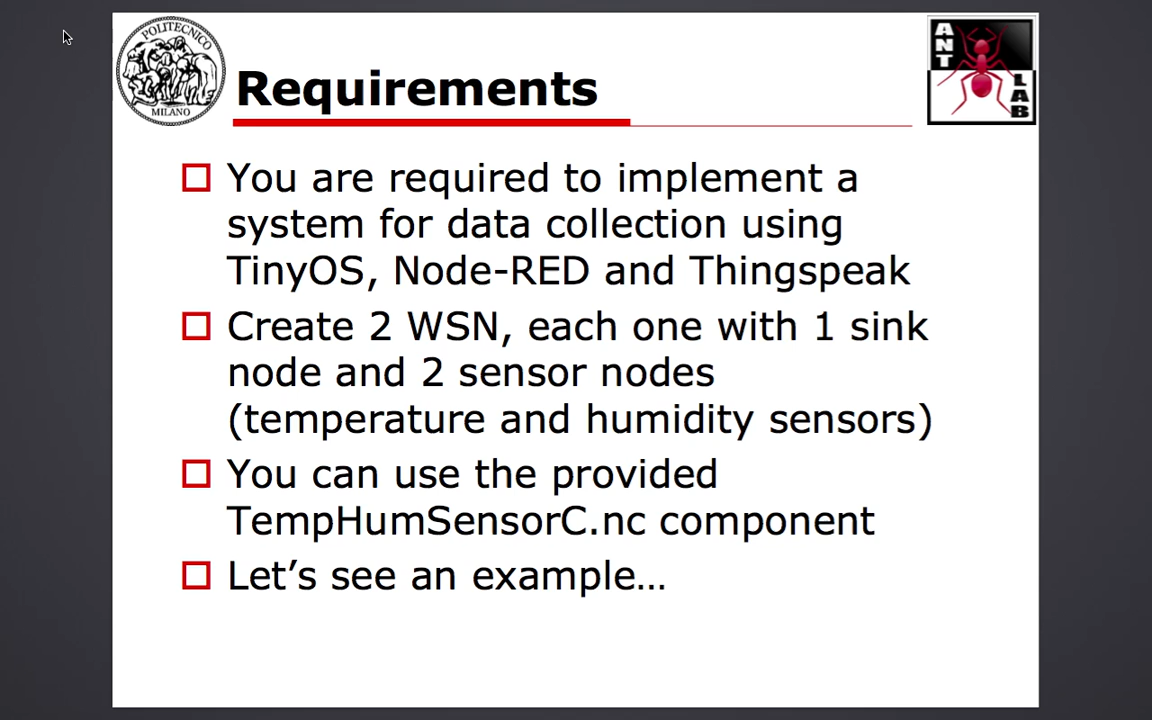 POLITECNICO
MILANO
Requirements
ANT
LAB
You are required to implement a
system for data collection using
TinyOS, Node-RED and Thingspeak
Create 2 WSN, each one with 1 sink
node and 2 sensor nodes
(temperature and humidity sensors)
You can use the provided
TempHumSensorC.nc component
Let’s see an example…